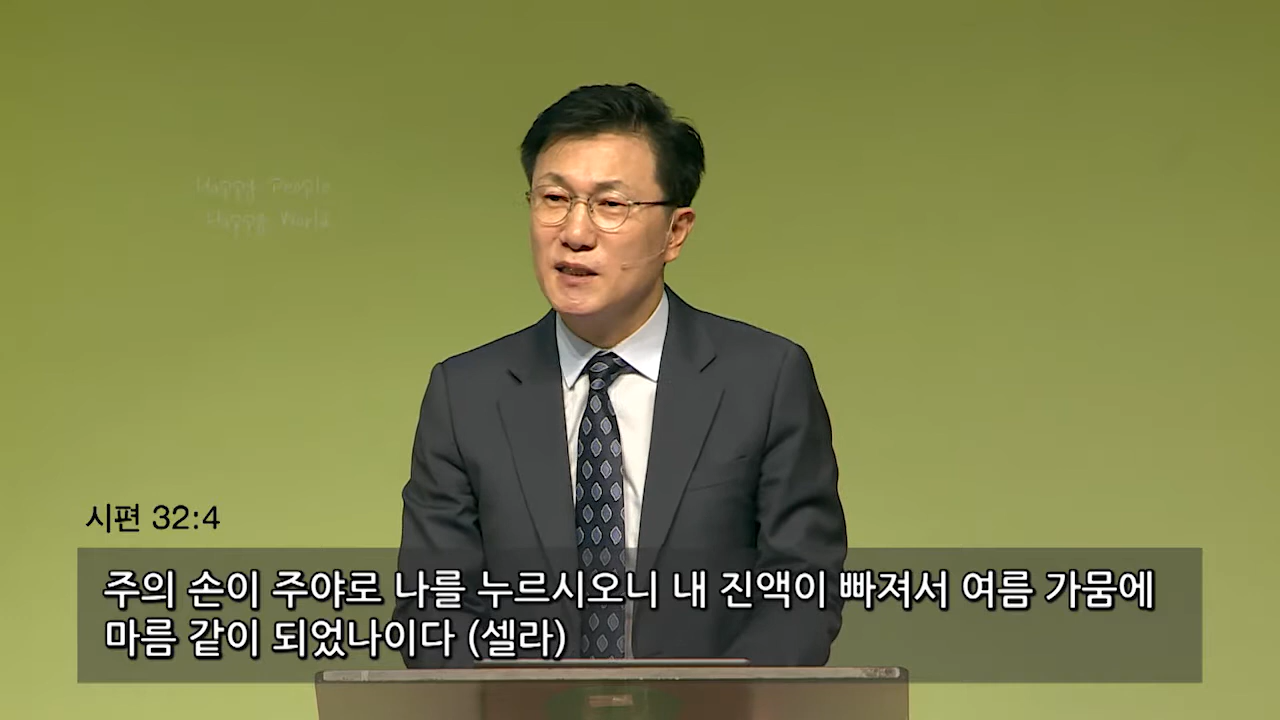 Happy People
Happy World
시편 32:4
주의 손이 주야로 나를 누르시오니 내 진액이 빠져서 여름 가뭄에
마름 같이 되었나이다 (셀라)